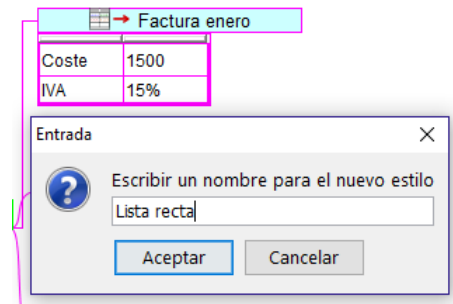 Factura enero
Coste 1500
IVA 15%
Entrada
Escribir un nombre para el nuevo estilo
Lista recta
Aceptar Cancelar